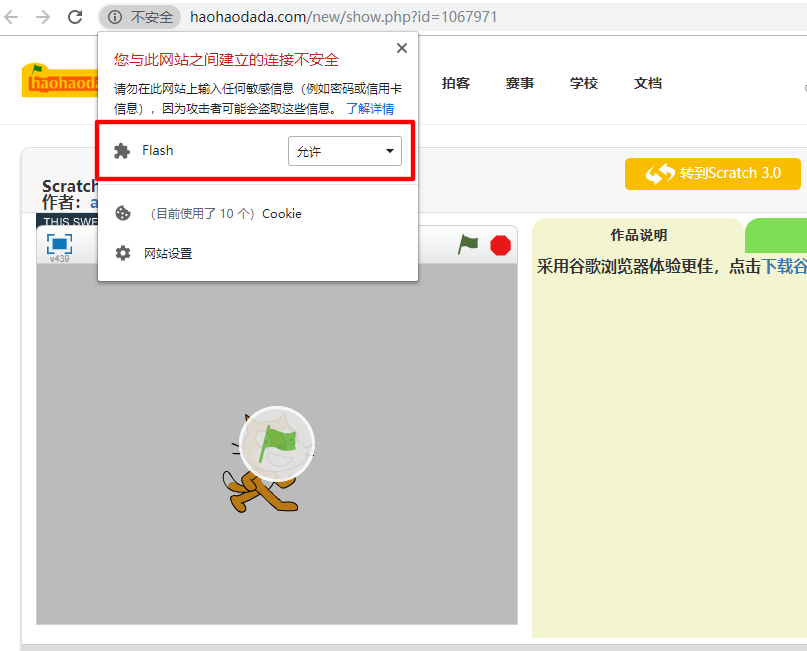 不安全 haohaodada.com/new/show.php?id=1067971
您与此网站之间建立的连接不安全
请勿在此网站上输入任何敏感信息（例如密码或信用卡
信息），因为攻击者可能会盗取这些信息。 了解详情
Flash 允许
（目前使用了 10 个）Cookie
网站设置
haohaoda
拍客 赛事 学校 文档
转到Scratch 3.0
Scratch
作者：a
THIS SWF
v439
作品说明
采用谷歌浏览器体验更佳，点击下载谷